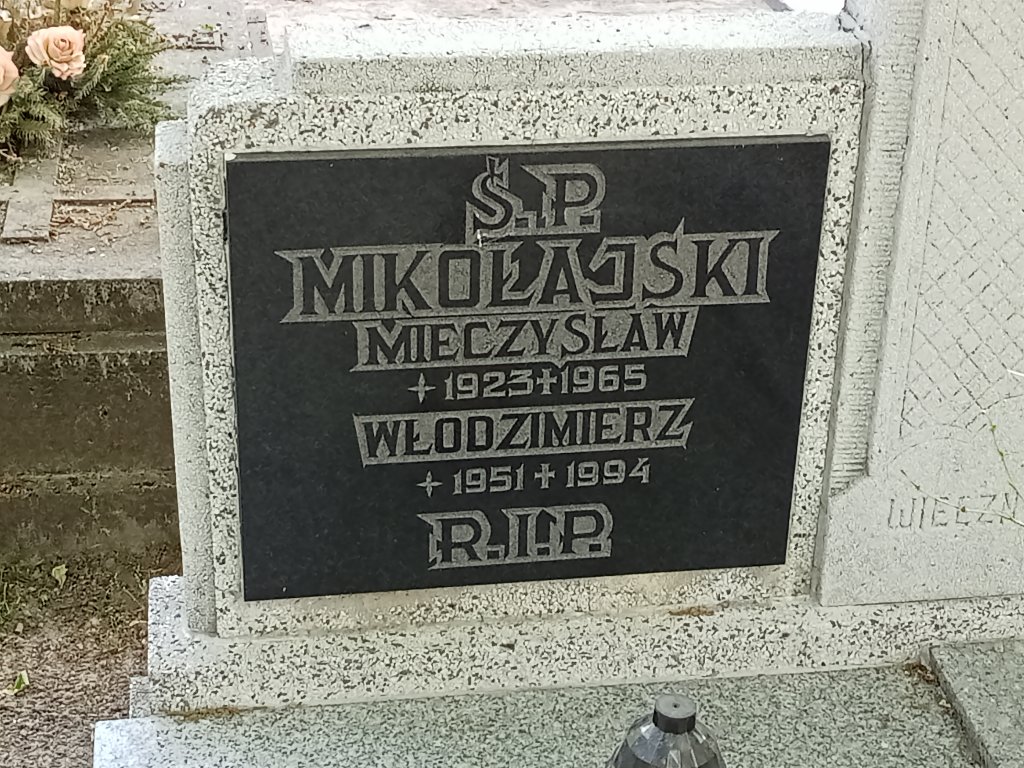 Ś.P.
MIKOŁAJSKI
MIECZYSŁAW
1923 ✝ 1965
WŁODZIMIERZ
1951 ✝ 1994
R.I.P.